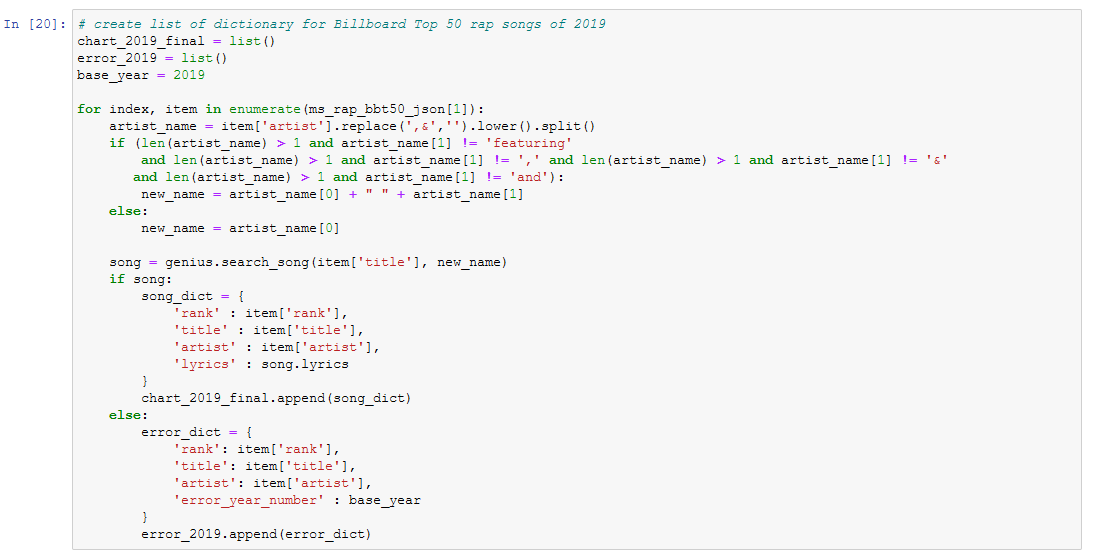 In [20]: # create list of dictionary for Billboard Top 50 rap songs of 2019
chart_2019_final = list()
error_2019 = list()
base_year = 2019

for index, item in enumerate(ms_rap_bbt50_json[1]):
    artist_name = item['artist'].replace(',&','').lower().split()
    if (len(artist_name) > 1 and artist_name[1] != 'featuring'
        and len(artist_name) > 1 and artist_name[1] != ',' and len(artist_name) > 1 and artist_name[1] != '&'
       and len(artist_name) > 1 and artist_name[1] != 'and'):
        new_name = artist_name[0] + " " + artist_name[1]
    else:
        new_name = artist_name[0]

    song = genius.search_song(item['title'], new_name)
    if song:
        song_dict = {
            'rank' : item['rank'],
            'title' : item['title'],
            'artist' : item['artist'],
            'lyrics' : song.lyrics
        }
        chart_2019_final.append(song_dict)
    else:
        error_dict = {
            'rank': item['rank'],
            'title': item['title'],
            'artist': item['artist'],
            'error_year_number' : base_year
        }
        error_2019.append(error_dict)